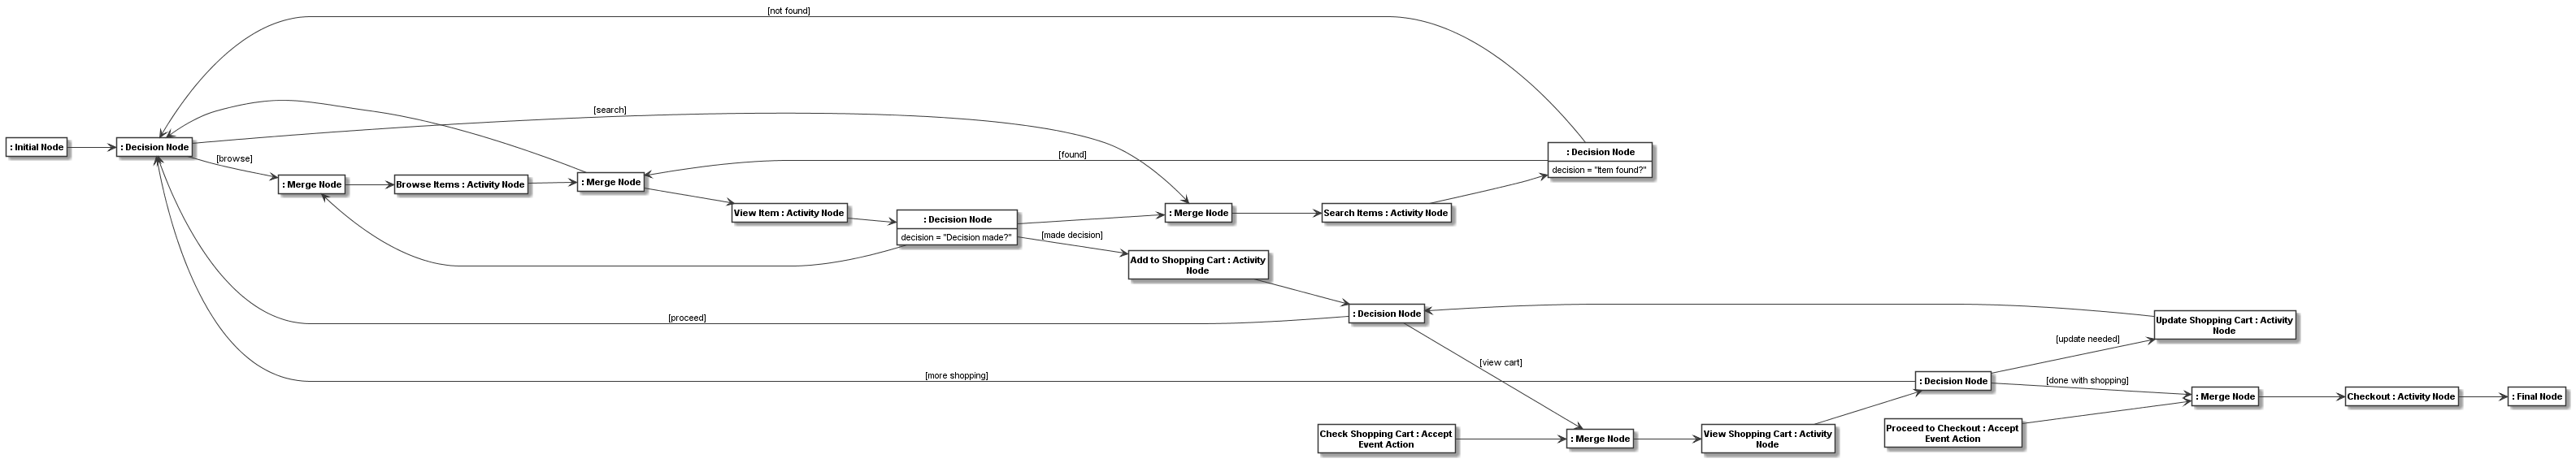 [not found]
[search]
: Initial Node
: Decision Node
[browse]
: Merge Node
Browse Items : Activity Node
: Merge Node
[found]
: Decision Node
decision = "Item found?"
View Item : Activity Node
: Decision Node
decision = "Decision made?"
: Merge Node
Search Items : Activity Node
[made decision]
Add to Shopping Cart : Activity
Node
[proceed]
: Decision Node
Update Shopping Cart : Activity
Node
[update needed]
[view cart]
[more shopping]
: Decision Node
[done with shopping]
: Merge Node
Checkout : Activity Node
: Final Node
Check Shopping Cart : Accept
Event Action
: Merge Node
View Shopping Cart : Activity
Node
Proceed to Checkout : Accept
Event Action